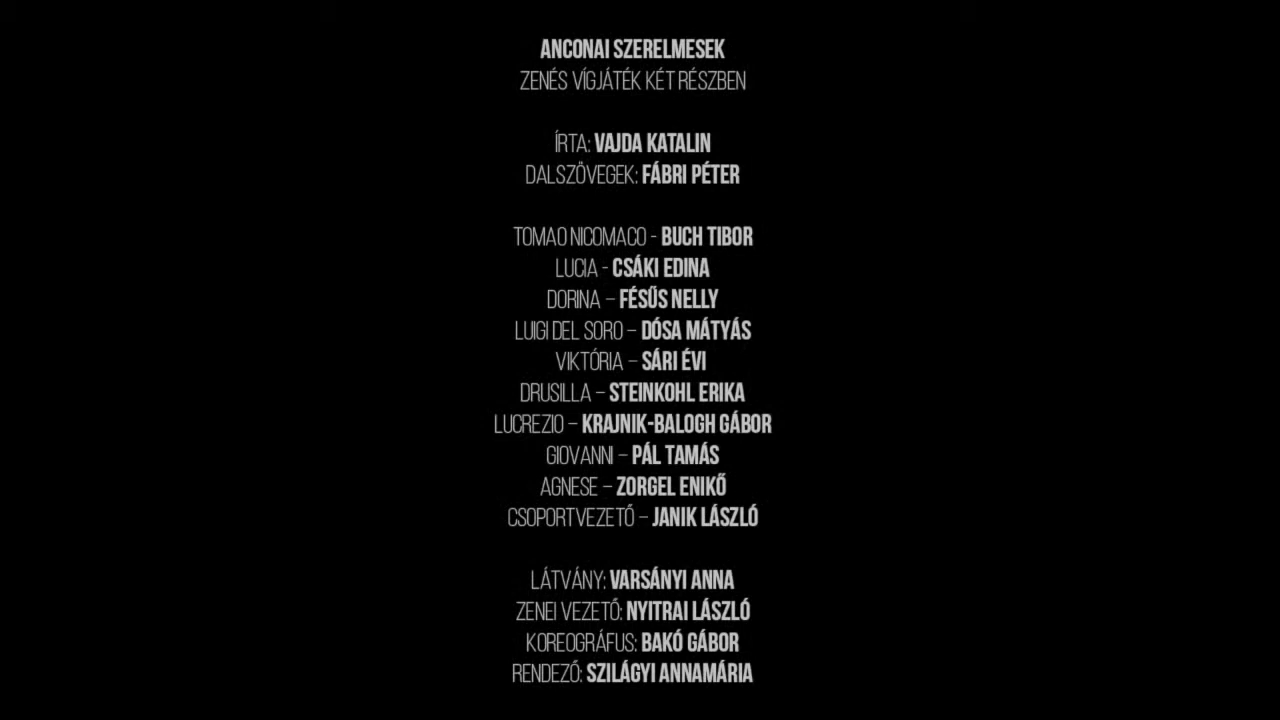 ANCONAI SZERELMESEK
ZENÉS VÍGJÁTÉK KÉT RÉSZBEN
ÍRTA: VAJDA KATALIN
DALSZÖVEGEK: FÁBRI PÉTER
TOMAO NICOMACO - BUCH TIBOR
LUCIA - CSÁKI EDINA
DORINA – FÉSŰS NELLY
LUIGI DEL SORO – DÓSA MÁTYÁS
VIKTÓRIA – SÁRI ÉVI
DRUSILLA – STEINKOHL ERIKA
LUCREZIO – KRAJNIK-BALOGH GÁBOR
GIOVANNI – PÁL TAMÁS
AGNESE – ZORGEL ENIKŐ
CSOPORTVEZETŐ – JANIK LÁSZLÓ
LÁTVÁNY: VARSÁNYI ANNA
ZENEI VEZETŐ: NYITRAI LÁSZLÓ
KOREOGRÁFUS: BAKÓ GÁBOR
RENDEZŐ: SZILÁGYI ANNAMÁRIA